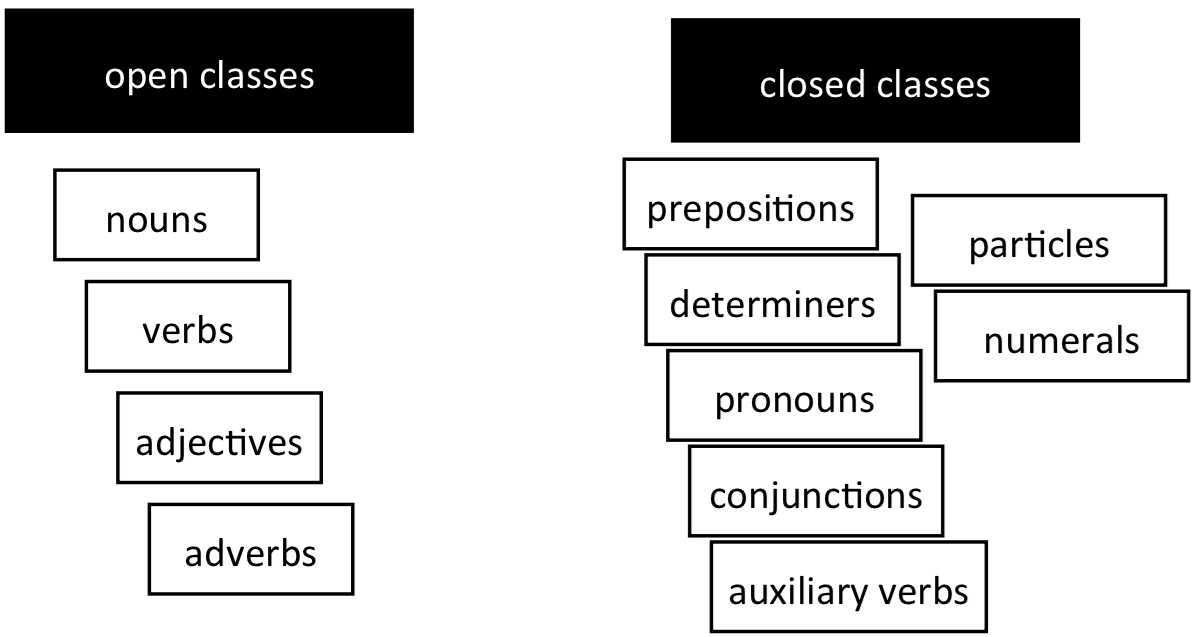 open classes
nouns
verbs
adjectives
adverbs
closed classes
prepositions
determiners
pronouns
conjunctions
auxiliary verbs
particles
numerals